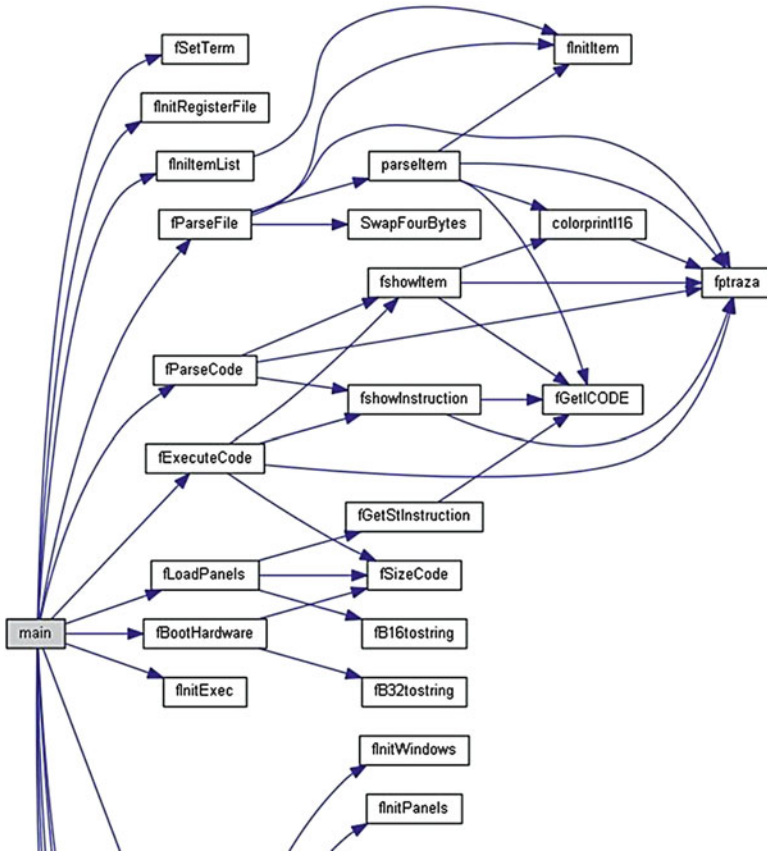 fSetTerm
fInitItem
fInitRegisterFile
fIniItemList
parseItem
fParseFile
SwapFourBytes
colorprintI16
fshowItem
fptraza
fParseCode
fshowInstruction
fGetICODE
fExecuteCode
fGetStInstruction
fLoadPanels
fSizeCode
main
fBootHardware
fB16tostring
fInitExec
fB32tostring
fInitWindows
fInitPanels